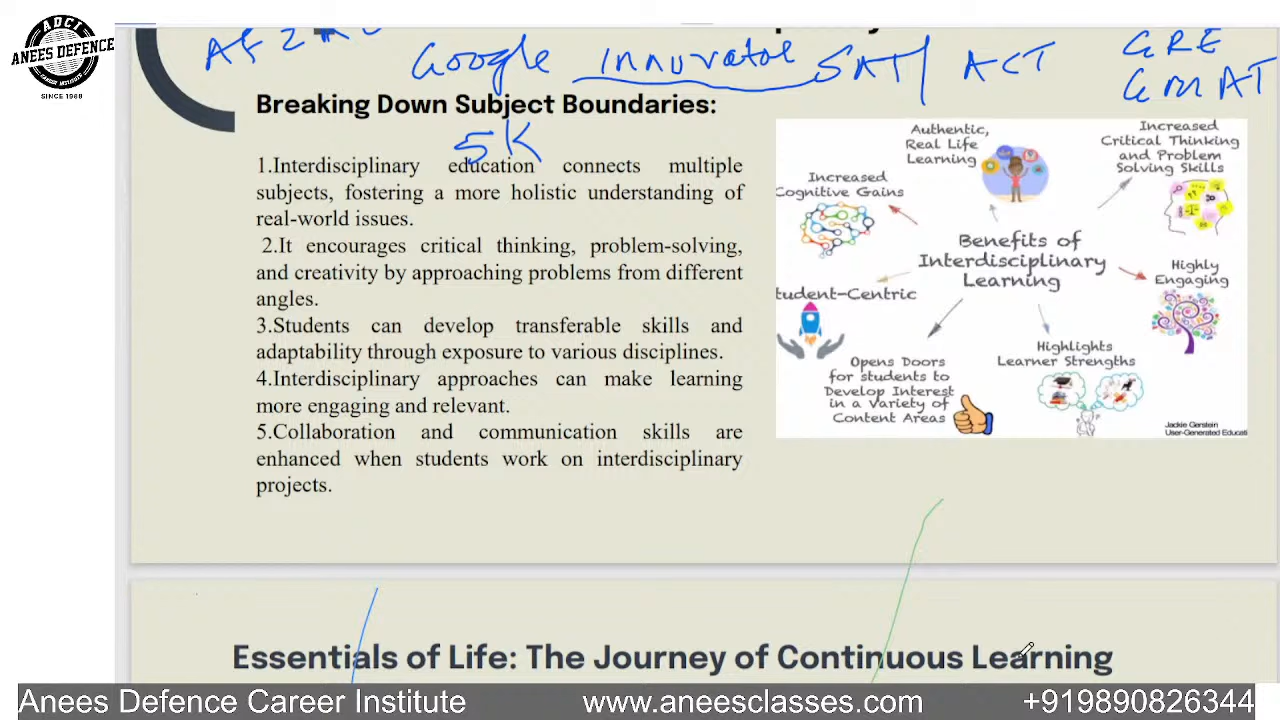 ADCI
ANEES DEFENCE
CAREER INSTITUTE
SINCE 1968
Google innovator SAT/ ACT
GRE
GMAT
Breaking Down Subject Boundaries:
5K
1.Interdisciplinary education connects multiple
subjects, fostering a more holistic understanding of
real-world issues.
2.It encourages critical thinking, problem-solving,
and creativity by approaching problems from different
angles.
3.Students can develop transferable skills and
adaptability through exposure to various disciplines.
4.Interdisciplinary approaches can make learning
more engaging and relevant.
5.Collaboration and communication skills are
enhanced when students work on interdisciplinary
projects.
Authentic,
Real Life
Learning
Increased
Critical Thinking
and Problem
Solving Skills
Increased
Cognitive Gains
Benefits of
Interdisciplinary
Learning
Highly
Engaging
tudent-Centric
Highlights
Learner Strengths
Opens Doors
for students to
Develop Interest
in a Variety of
Content Areas
Jackie Gerstein
User-Generated Educati
Essentials of Life: The Journey of Continuous Learning
Anees Defence Career Institute www.aneesclasses.com +919890826344